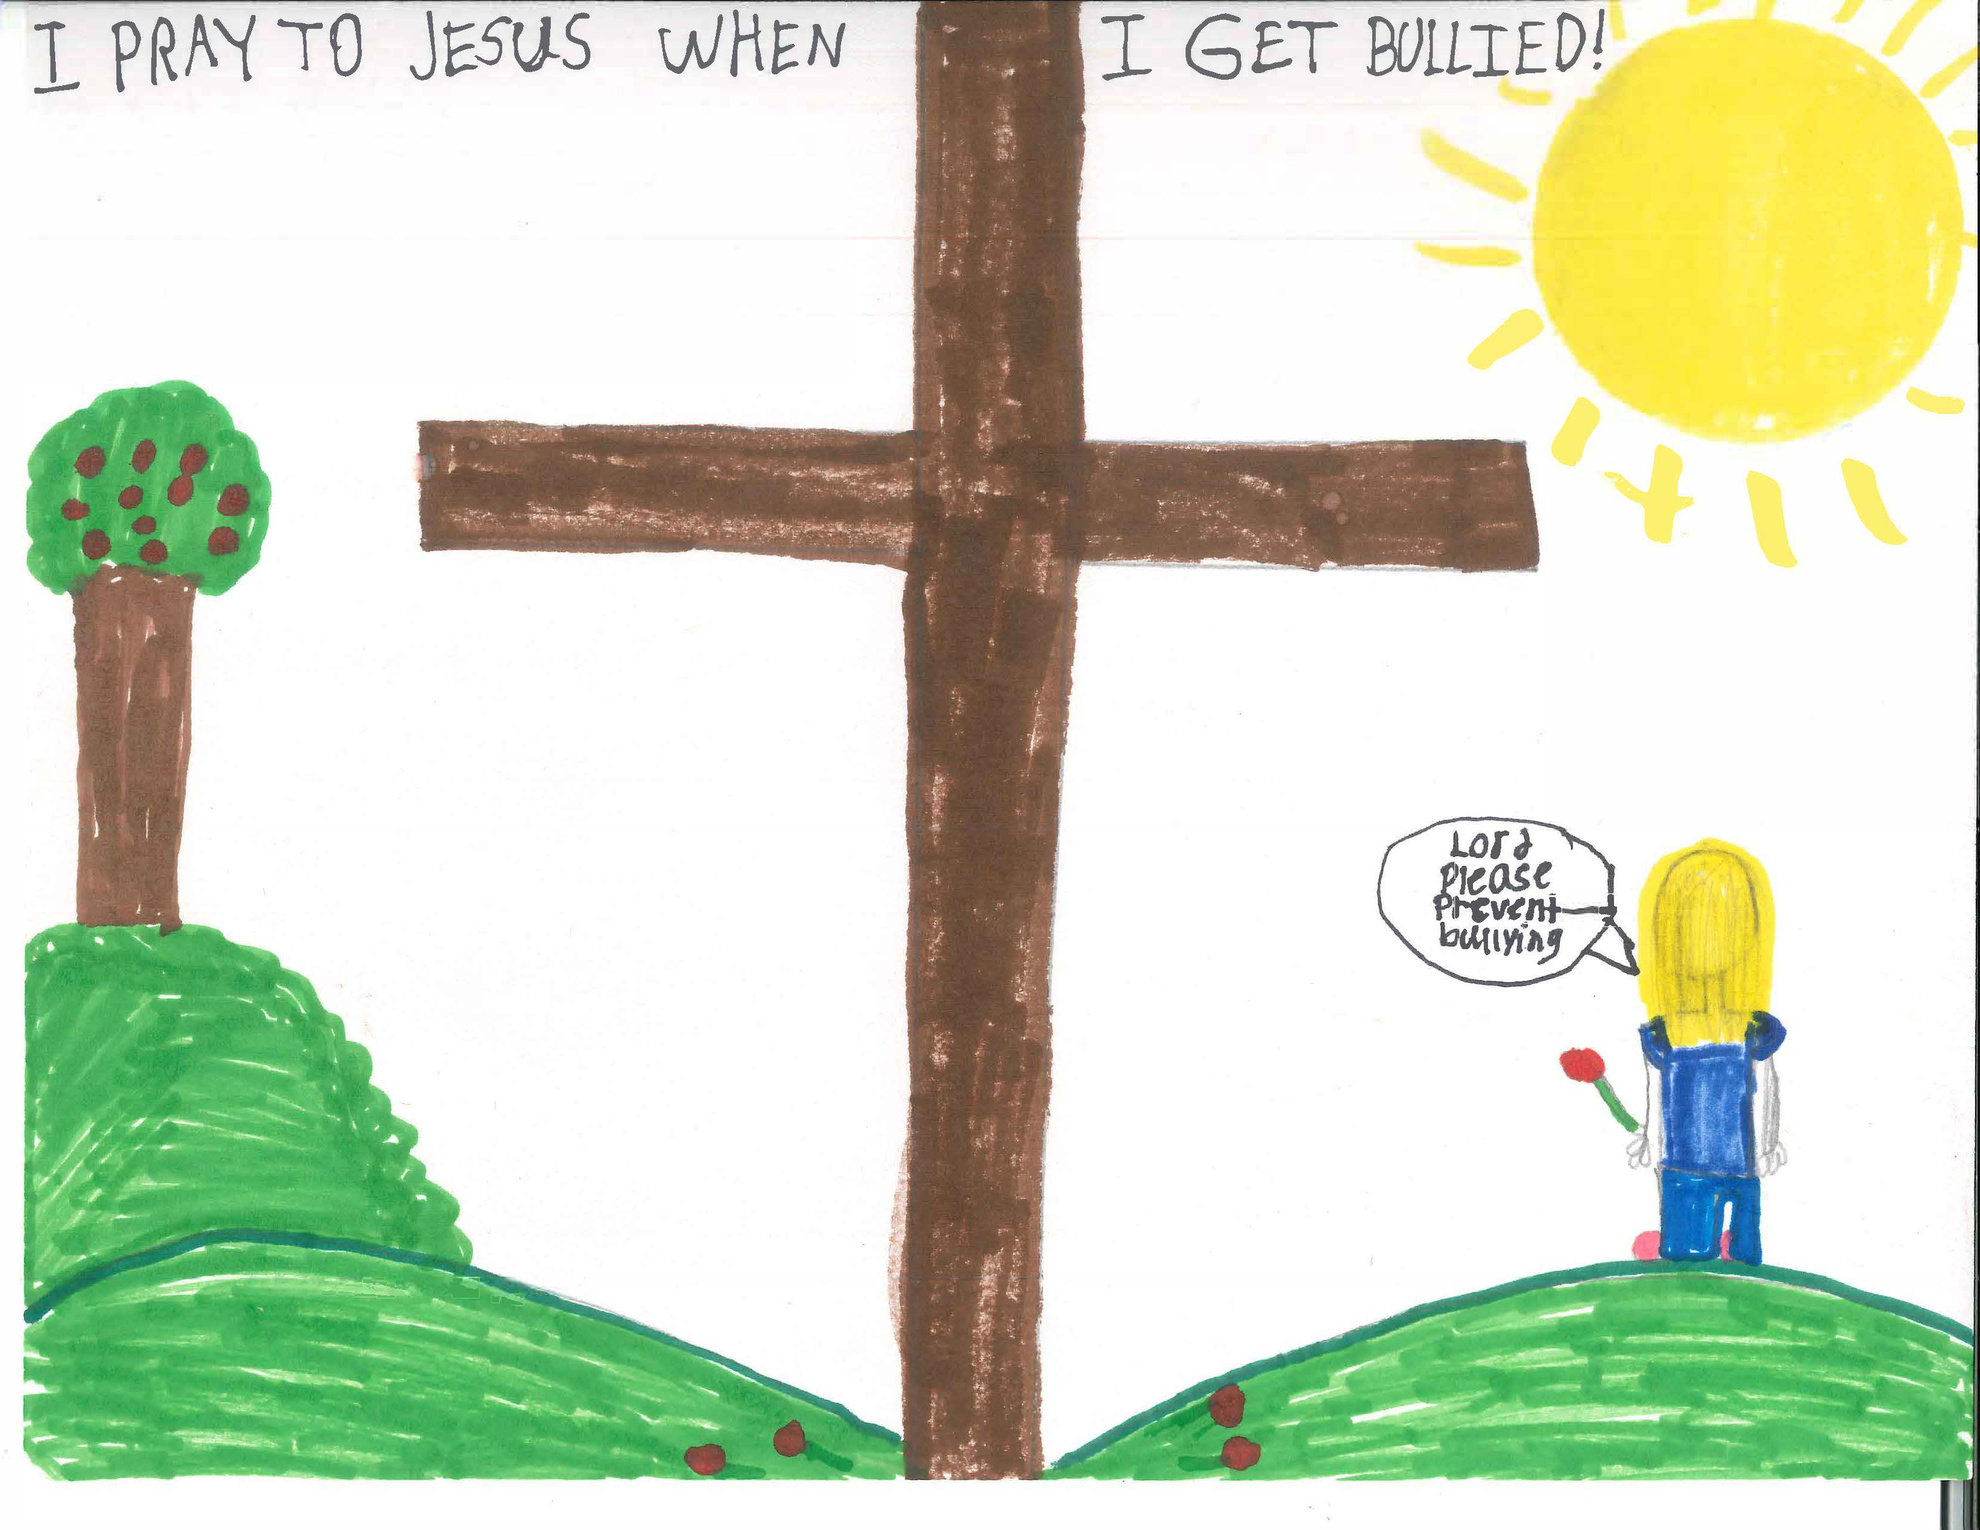 I PRAY TO JESUS WHEN I GET BULLIED!
Lord
Please
Prevent
bullying